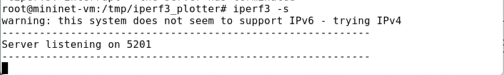 root@mininet-vm:/tmp/iperf3_plotter# iperf3 -s
warning: this system does not seem to support IPv6 - trying IPv4
-----------------------------------------------------------
Server listening on 5201
-----------------------------------------------------------